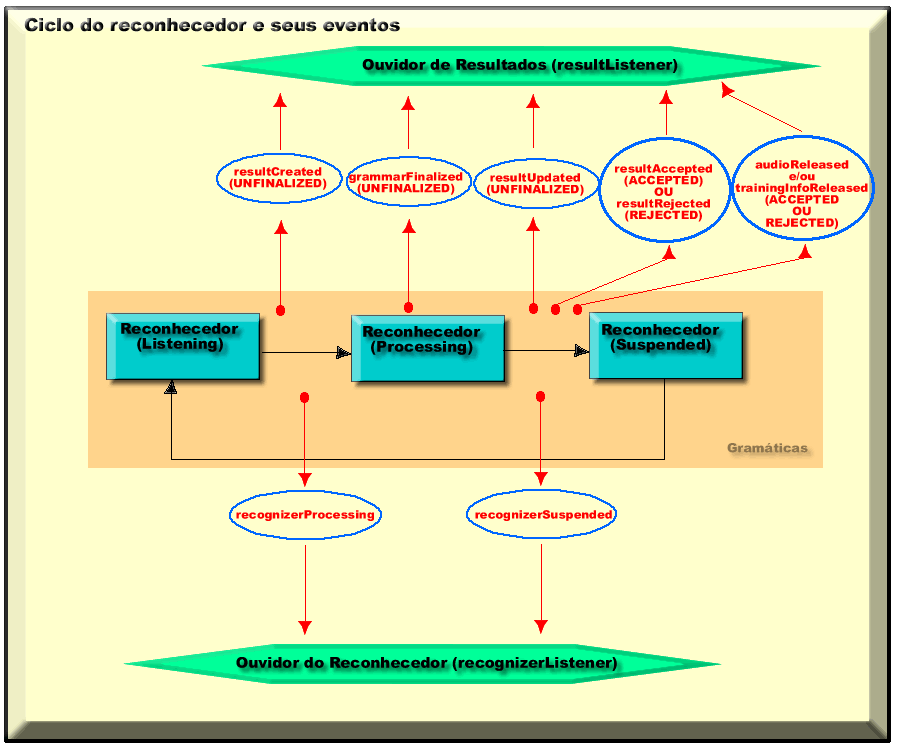 Ciclo do reconhecedor e seus eventos
Ouvidor de Resultados (resultListener)
resultCreated
(UNFINALIZED)
grammarFinalized
(UNFINALIZED)
resultUpdated
(UNFINALIZED)
resultAccepted
(ACCEPTED)
OU
resultRejected
(REJECTED)
audioReleased
e/ou
trainingInfoReleased
(ACCEPTED
OU
REJECTED)
Reconhecedor
(Listening)
Reconhecedor
(Processing)
Reconhecedor
(Suspended)
Gramáticas
recognizerProcessing
recognizerSuspended
Ouvidor do Reconhecedor (recognizerListener)